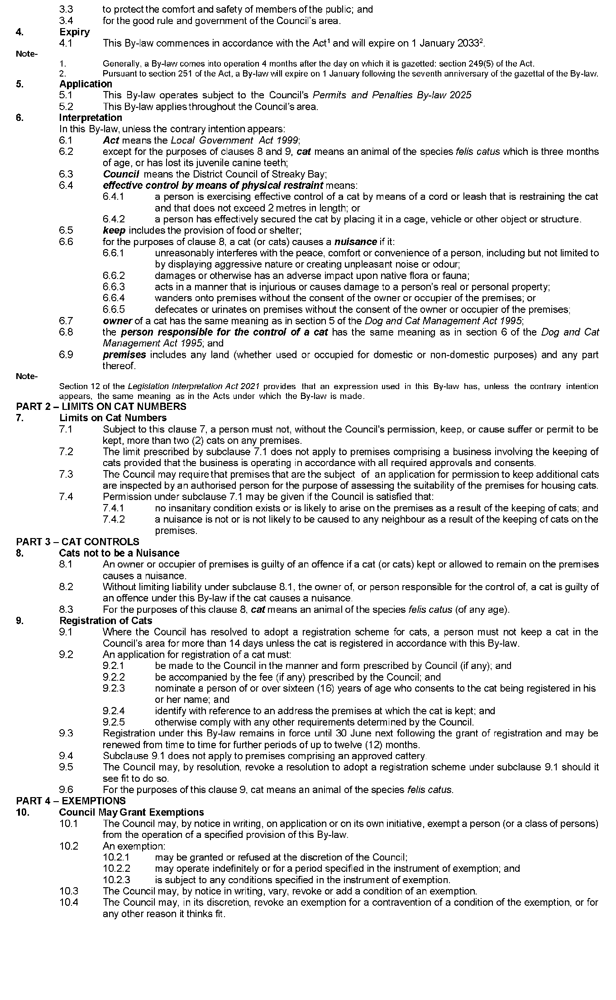 3.3 to protect the comfort and safety of members of the public; and
3.4 for the good rule and government of the Council's area.
4. Expiry
4.1 This By-law commences in accordance with the Act¹ and will expire on 1 January 2033².
Note-
1. Generally, a By-law comes into operation 4 months after the day on which it is gazetted: section 249(5) of the Act.
2. Pursuant to section 251 of the Act, a By-law will expire on 1 January following the seventh anniversary of the gazettal of the By-law.
5. Application
5.1 This By-law operates subject to the Council's Permits and Penalties By-law 2025
5.2 This By-law applies throughout the Council's area.
6. Interpretation
In this By-law, unless the contrary intention appears:
6.1 Act means the Local Government Act 1999;
6.2 except for the purposes of clauses 8 and 9, cat means an animal of the species felis catus which is three months
of age, or has lost its juvenile canine teeth;
6.3 Council means the District Council of Streaky Bay;
6.4 effective control by means of physical restraint means:
6.4.1 a person is exercising effective control of a cat by means of a cord or leash that is restraining the cat
and that does not exceed 2 metres in length; or
6.4.2 a person has effectively secured the cat by placing it in a cage, vehicle or other object or structure.
6.5 keep includes the provision of food or shelter;
6.6 for the purposes of clause 8, a cat (or cats) causes a nuisance if it:
6.6.1 unreasonably interferes with the peace, comfort or convenience of a person, including but not limited to
by displaying aggressive nature or creating unpleasant noise or odour;
6.6.2 damages or otherwise has an adverse impact upon native flora or fauna;
6.6.3 acts in a manner that is injurious or causes damage to a person's real or personal property;
6.6.4 wanders onto premises without the consent of the owner or occupier of the premises; or
6.6.5 defecates or urinates on premises without the consent of the owner or occupier of the premises;
6.7 owner of a cat has the same meaning as in section 5 of the Dog and Cat Management Act 1995;
6.8 the person responsible for the control of a cat has the same meaning as in section 6 of the Dog and Cat
Management Act 1995; and
6.9 premises includes any land (whether used or occupied for domestic or non-domestic purposes) and any part
thereof.
Note-
Section 12 of the Legislation Interpretation Act 2021 provides that an expression used in this By-law has, unless the contrary intention
appears, the same meaning as in the Acts under which the By-law is made.
PART 2 – LIMITS ON CAT NUMBERS
7. Limits on Cat Numbers
7.1 Subject to this clause 7, a person must not, without the Council's permission, keep, or cause suffer or permit to be
kept, more than two (2) cats on any premises.
7.2 The limit prescribed by subclause 7.1 does not apply to premises comprising a business involving the keeping of
cats provided that the business is operating in accordance with all required approvals and consents.
7.3 The Council may require that premises that are the subject of an application for permission to keep additional cats
are inspected by an authorised person for the purpose of assessing the suitability of the premises for housing cats.
7.4 Permission under subclause 7.1 may be given if the Council is satisfied that:
7.4.1 no insanitary condition exists or is likely to arise on the premises as a result of the keeping of cats; and
7.4.2 a nuisance is not or is not likely to be caused to any neighbour as a result of the keeping of cats on the
premises.
PART 3 – CAT CONTROLS
8. Cats not to be a Nuisance
8.1 An owner or occupier of premises is guilty of an offence if a cat (or cats) kept or allowed to remain on the premises
causes a nuisance.
8.2 Without limiting liability under subclause 8.1, the owner of, or person responsible for the control of, a cat is guilty of
an offence under this By-law if the cat causes a nuisance.
8.3 For the purposes of this clause 8, cat means an animal of the species felis catus (of any age).
9. Registration of Cats
9.1 Where the Council has resolved to adopt a registration scheme for cats, a person must not keep a cat in the
Council's area for more than 14 days unless the cat is registered in accordance with this By-law.
9.2 An application for registration of a cat must:
9.2.1 be made to the Council in the manner and form prescribed by Council (if any); and
9.2.2 be accompanied by the fee (if any) prescribed by the Council; and
9.2.3 nominate a person of or over sixteen (16) years of age who consents to the cat being registered in his
or her name; and
9.2.4 identify with reference to an address the premises at which the cat is kept; and
9.2.5 otherwise comply with any other requirements determined by the Council.
9.3 Registration under this By-law remains in force until 30 June next following the grant of registration and may be
renewed from time to time for further periods of up to twelve (12) months.
9.4 Subclause 9.1 does not apply to premises comprising an approved cattery.
9.5 The Council may, by resolution, revoke a resolution to adopt a registration scheme under subclause 9.1 should it
see fit to do so.
9.6 For the purposes of this clause 9, cat means an animal of the species felis catus.
PART 4 – EXEMPTIONS
10. Council May Grant Exemptions
10.1 The Council may, by notice in writing, on application or on its own initiative, exempt a person (or a class of persons)
from the operation of a specified provision of this By-law.
10.2 An exemption:
10.2.1 may be granted or refused at the discretion of the Council;
10.2.2 may operate indefinitely or for a period specified in the instrument of exemption; and
10.2.3 is subject to any conditions specified in the instrument of exemption.
10.3 The Council may, by notice in writing, vary, revoke or add a condition of an exemption.
10.4 The Council may, in its discretion, revoke an exemption for a contravention of a condition of the exemption, or for
any other reason it thinks fit.